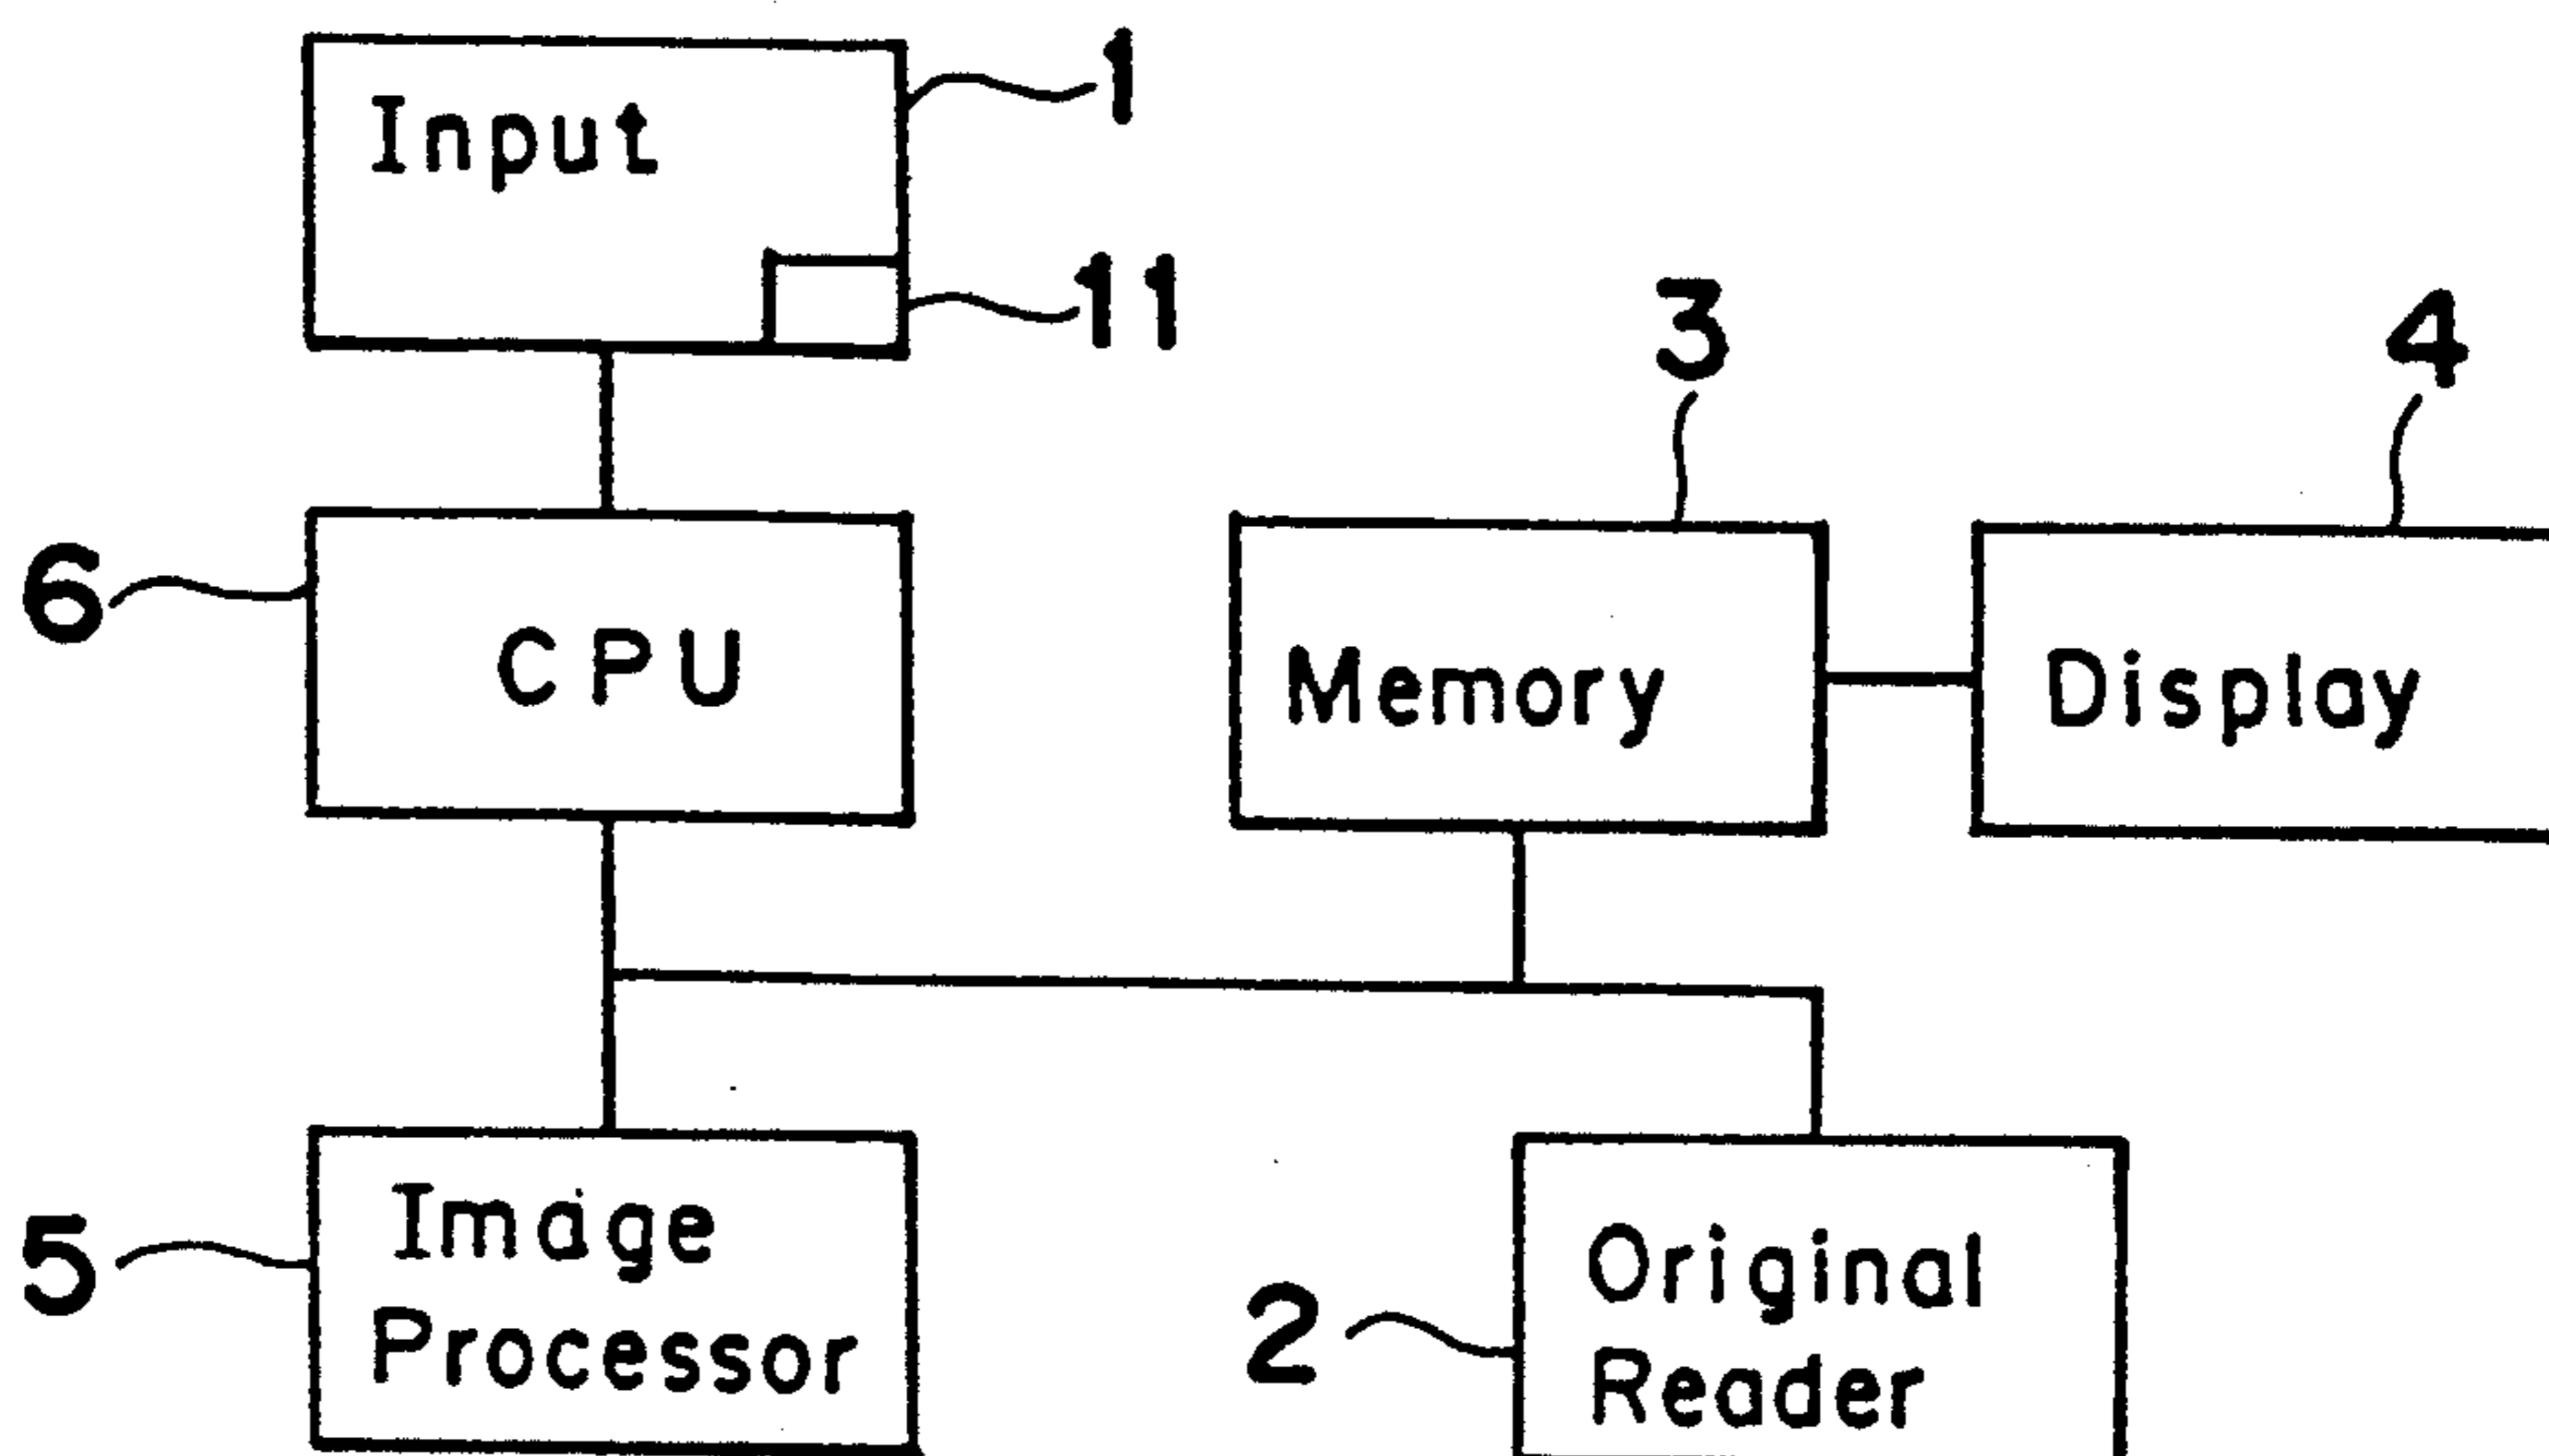 Input
1
11
3
4
6
CPU
Memory
Display
5
Image
Processor
2
Original
Reader